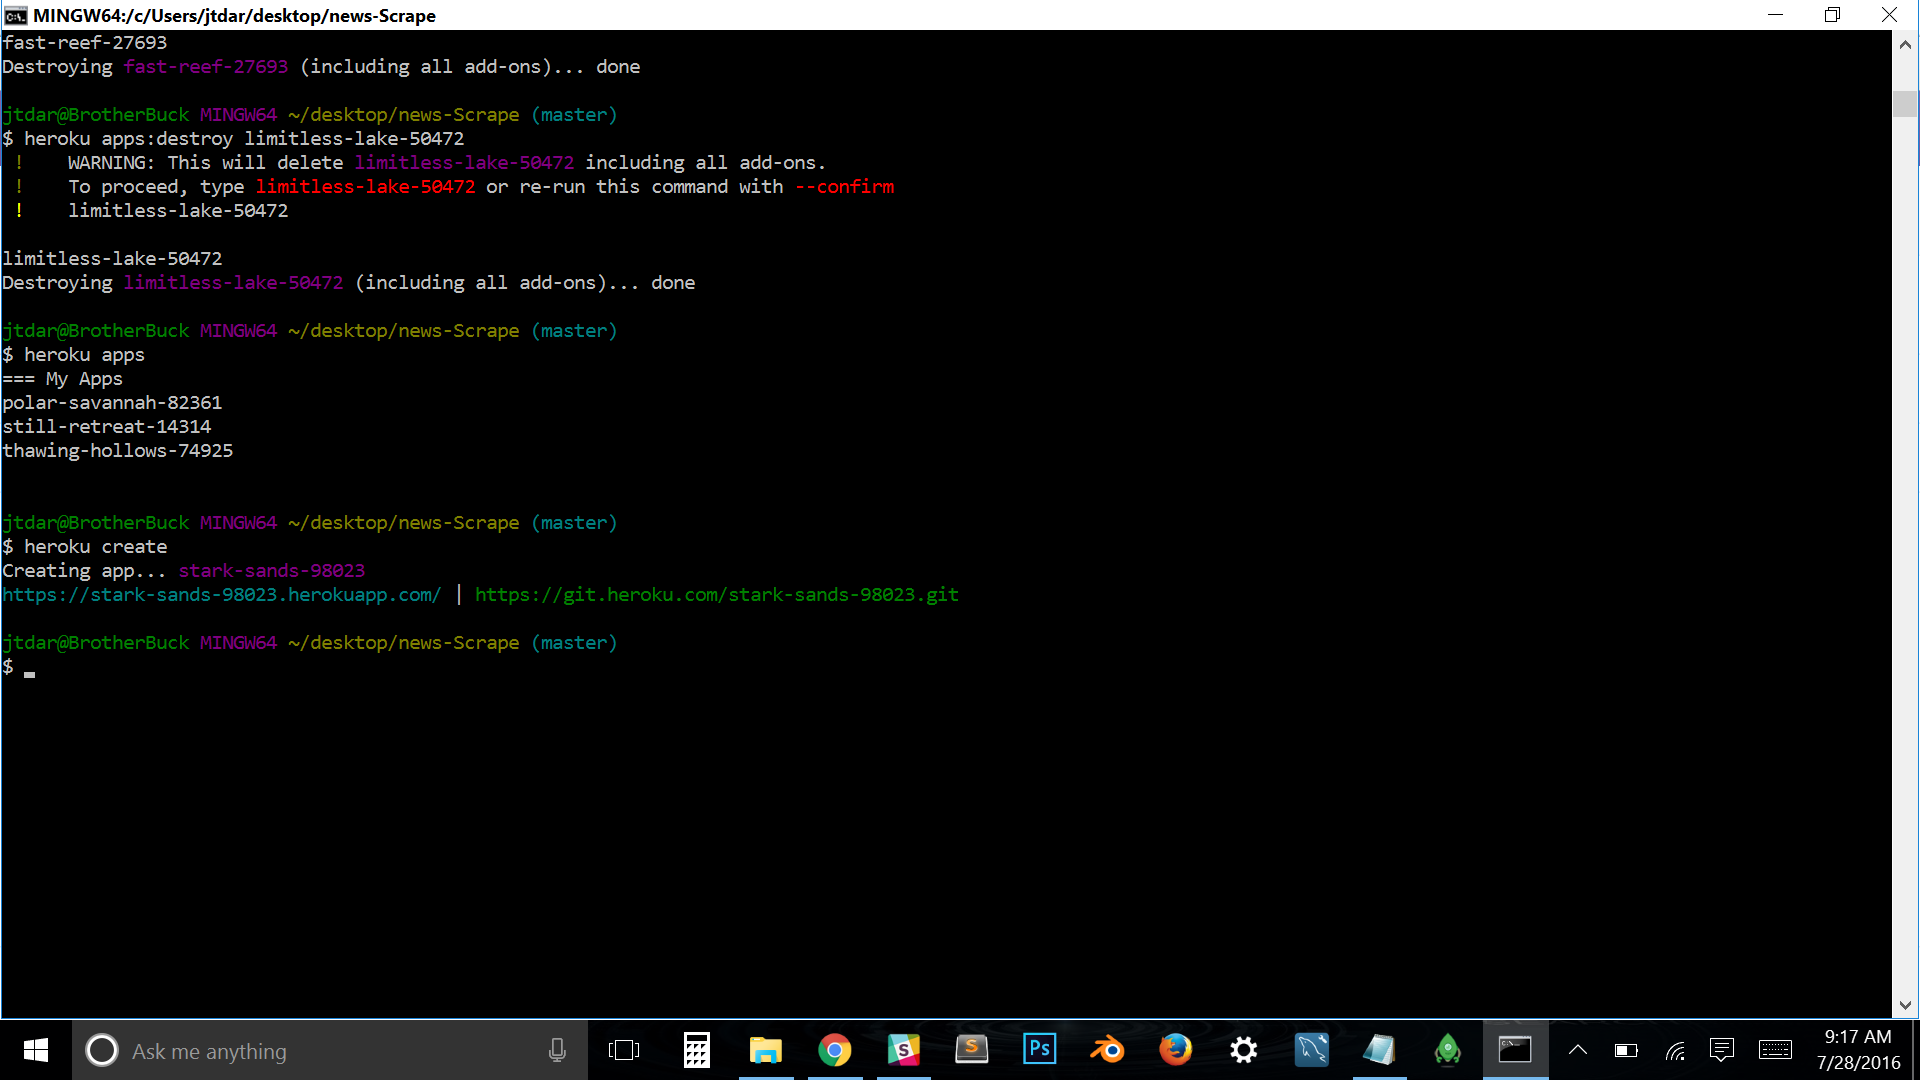 MINGW64:/c/Users/jtdar/desktop/news-Scrape
fast-reef-27693
Destroying fast-reef-27693 (including all add-ons)... done
jtdar@BrotherBuck MINGW64 ~/desktop/news-Scrape (master)
$ heroku apps:destroy limitless-lake-50472
!    WARNING: This will delete limitless-lake-50472 including all add-ons.
!    To proceed, type limitless-lake-50472 or re-run this command with --confirm
!    limitless-lake-50472
limitless-lake-50472
Destroying limitless-lake-50472 (including all add-ons)... done
jtdar@BrotherBuck MINGW64 ~/desktop/news-Scrape (master)
$ heroku apps
=== My Apps
polar-savannah-82361
still-retreat-14314
thawing-hollows-74925
jtdar@BrotherBuck MINGW64 ~/desktop/news-Scrape (master)
$ heroku create
Creating app... stark-sands-98023
https://stark-sands-98023.herokuapp.com/ | https://git.heroku.com/stark-sands-98023.git
jtdar@BrotherBuck MINGW64 ~/desktop/news-Scrape (master)
$
Ask me anything
Ps
9:17 AM
7/28/2016